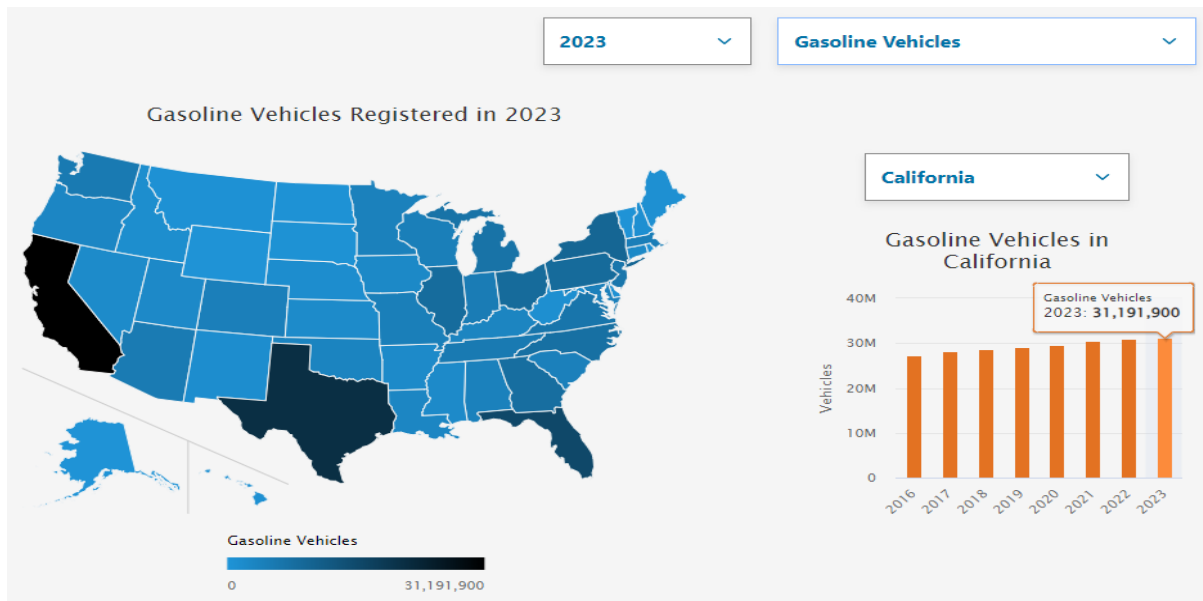 2023
Gasoline Vehicles
Gasoline Vehicles Registered in 2023
California
Gasoline Vehicles in
California
Gasoline Vehicles
2023: 31,191,900
40M
30M
20M
10M
0
Vehicles
2016
2017
2018
2019
2020
2021
2022
2023
Gasoline Vehicles
0
31,191,900